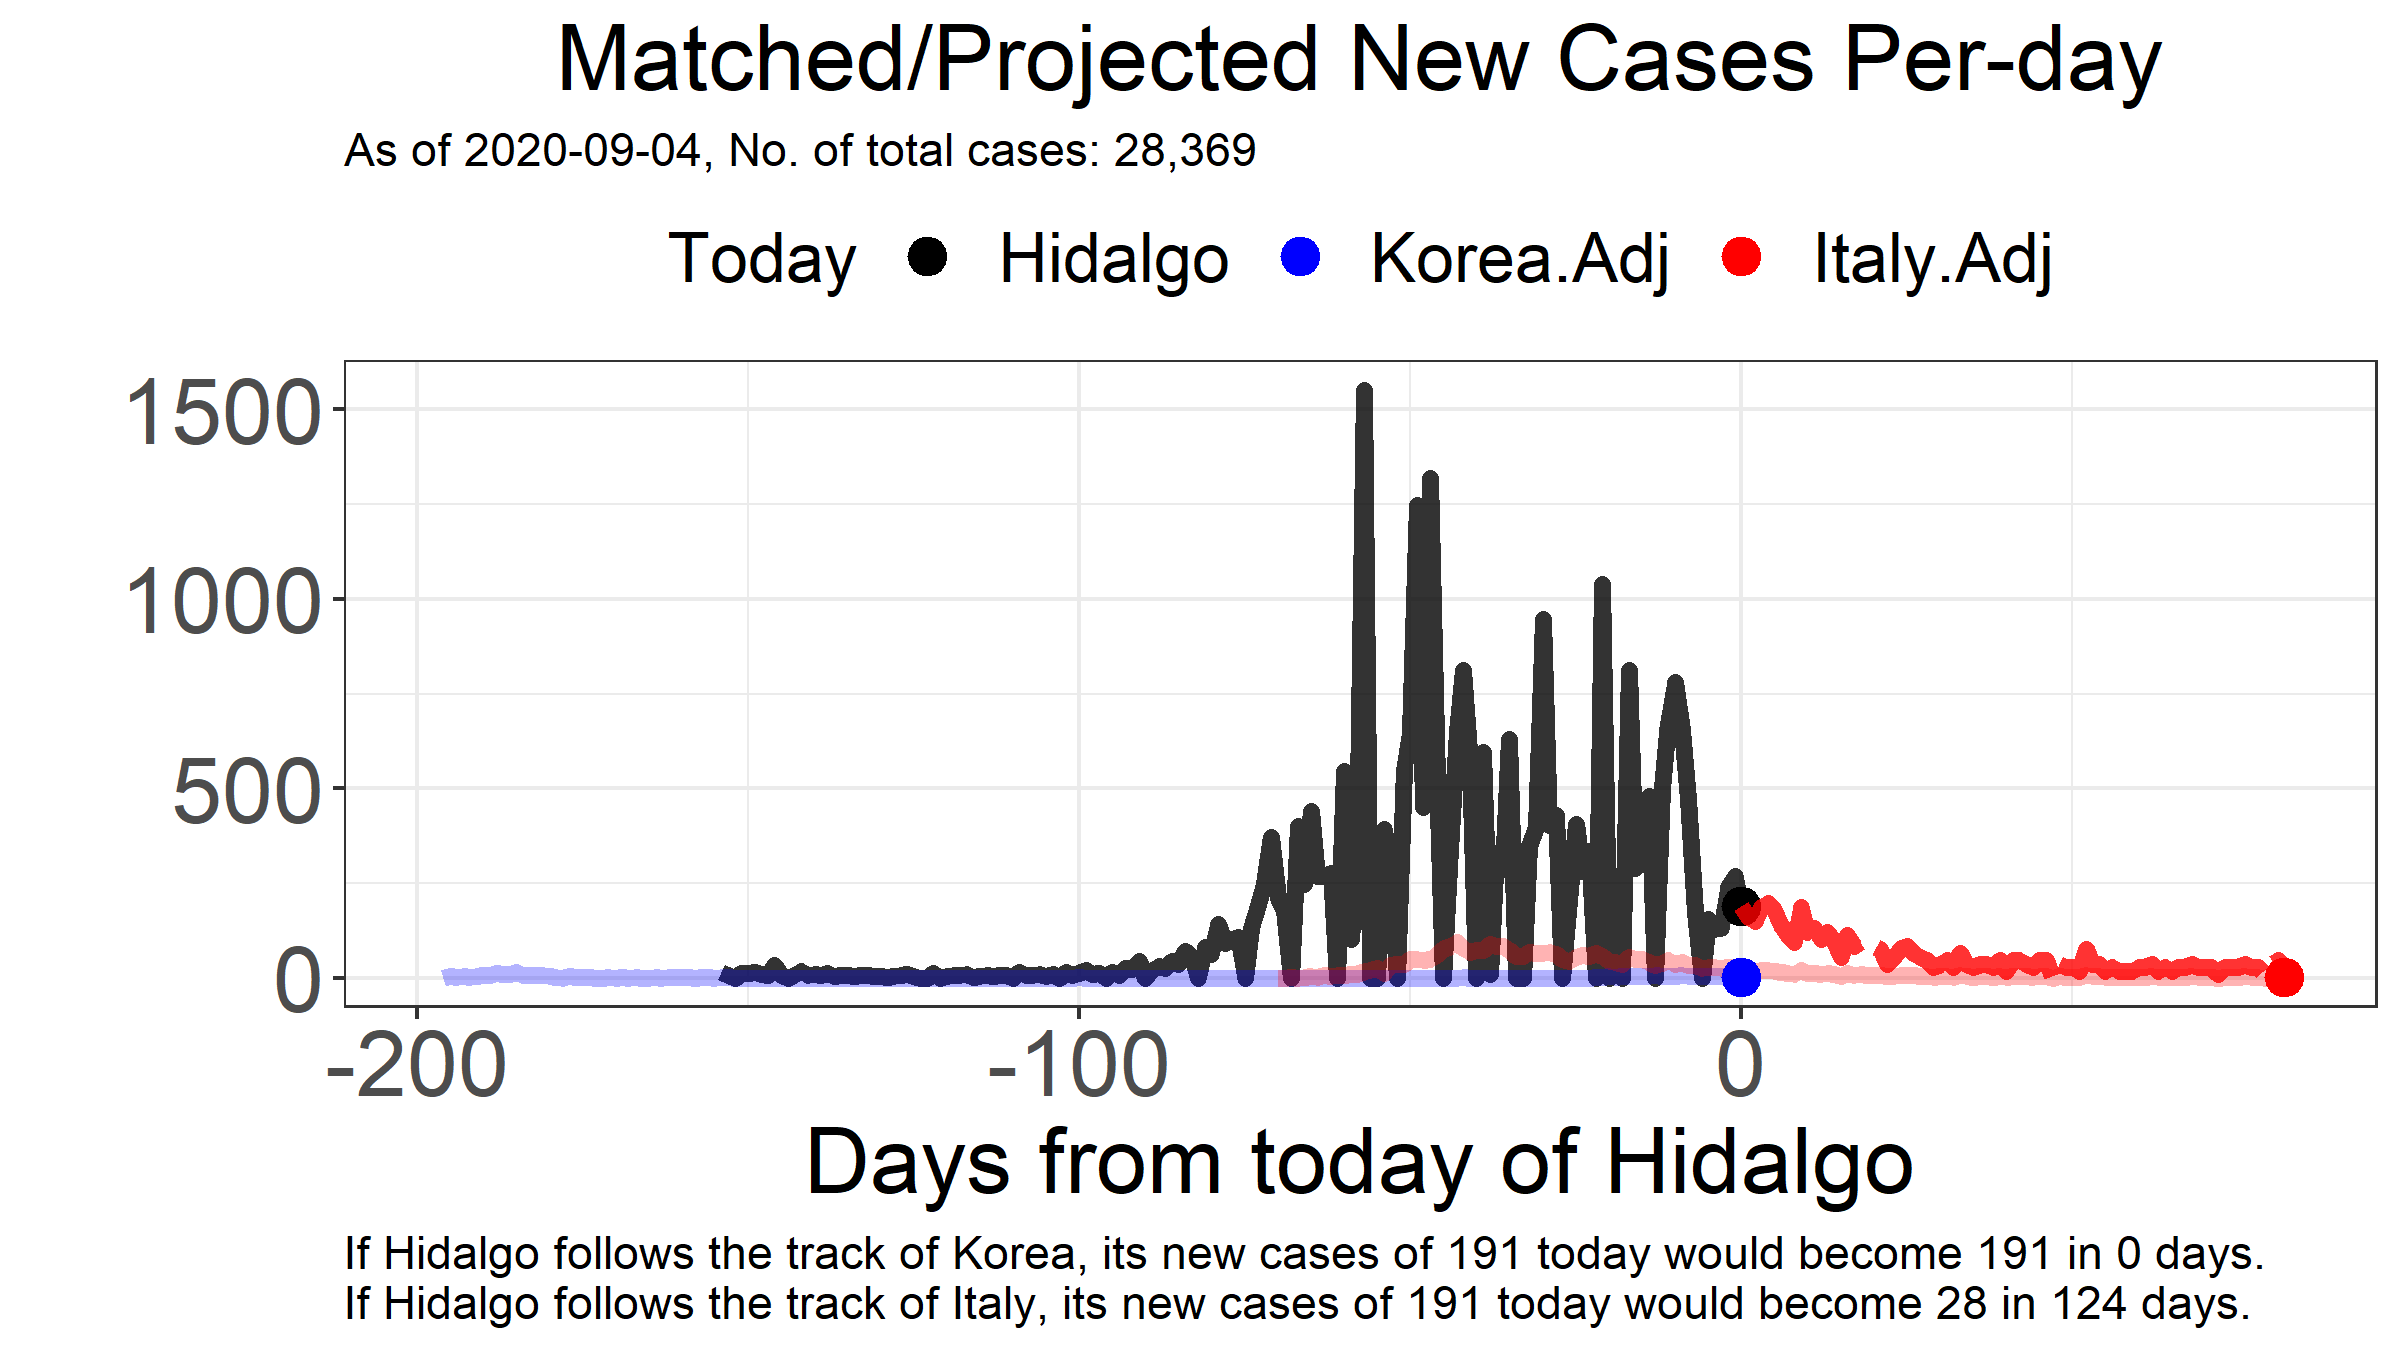 Matched/Projected New Cases Per-day
As of 2020-09-04, No. of total cases: 28,369
Today Hidalgo Korea.Adj Italy.Adj
1500
1000
500
0
-200 -100 0
Days from today of Hidalgo
If Hidalgo follows the track of Korea, its new cases of 191 today would become 191 in 0 days.
If Hidalgo follows the track of Italy, its new cases of 191 today would become 28 in 124 days.